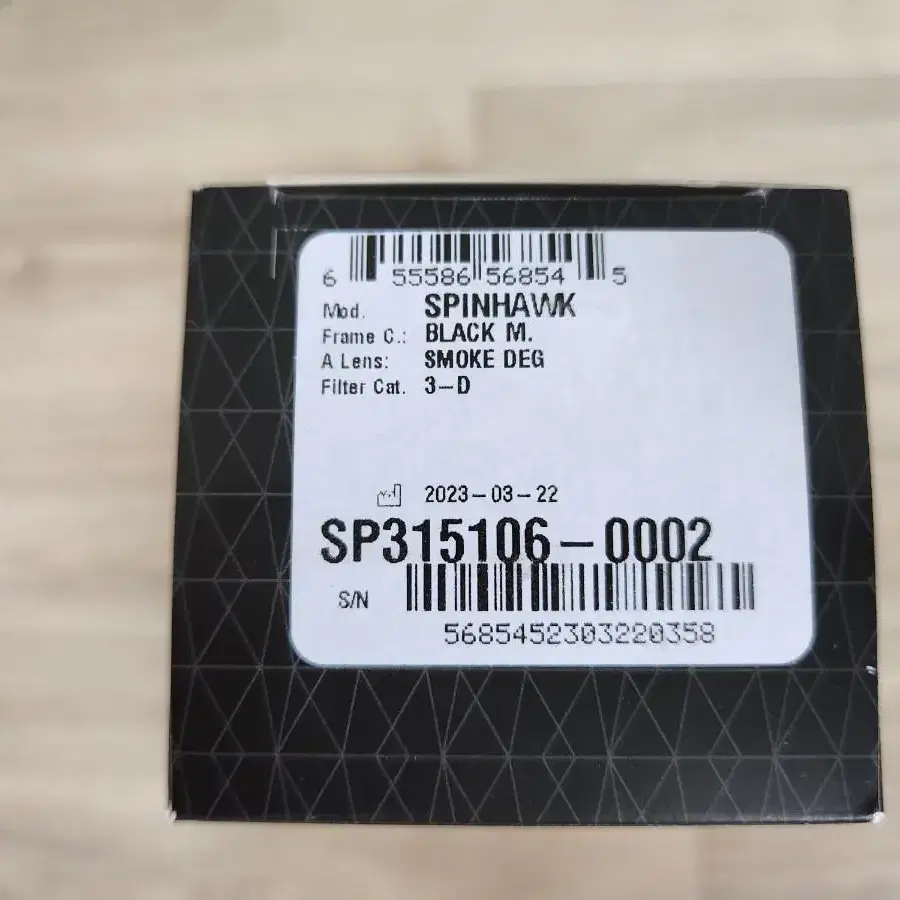 6 55586 56854 5
Mod. SPINHAWK
Frame C.: BLACK M.
A Lens: SMOKE DEG
Filter Cat. 3-D
2023-03-22
SP315106-0002
S/N
5685452303220358